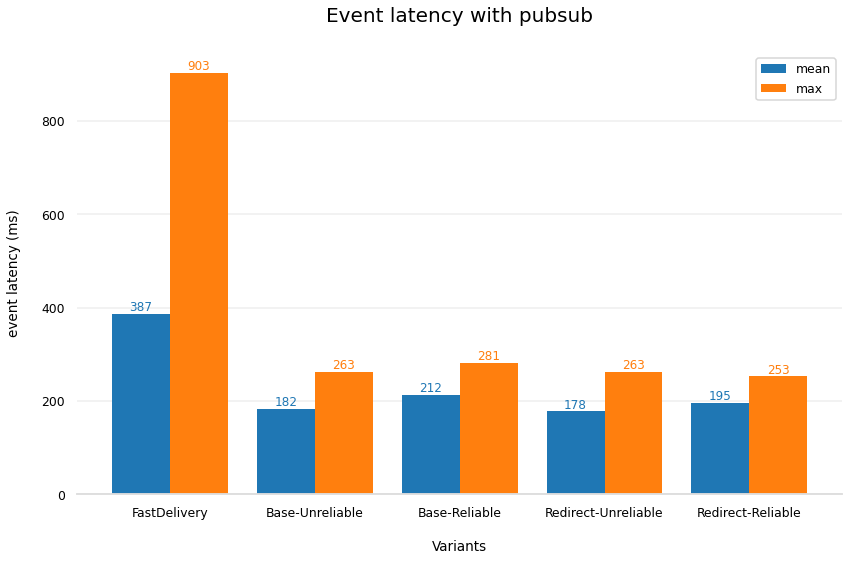 Event latency with pubsub
mean
max
event latency (ms)
800
600
400
200
0
903
387
263
182
281
212
263
178
253
195
FastDelivery
Base-Unreliable
Base-Reliable
Redirect-Unreliable
Redirect-Reliable
Variants